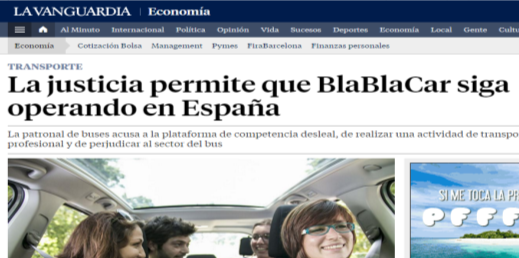 LAVANGUARDIA | Economía
Al Minuto Internacional Política Opinión Vida Sucesos Deportes Economía Local Gente
Economía Cotización Bolsa Management Pymes FiraBarcelona Finanzas personales
TRANSPORTE
La justicia permite que BlaBlaCar siga
operando en España
La patronal de buses acusa a la plataforma de competencia desleal, de realizar una actividad de transpo
profesional y de perjudicar al sector del bus
SI ME TOCA LA
PFFF